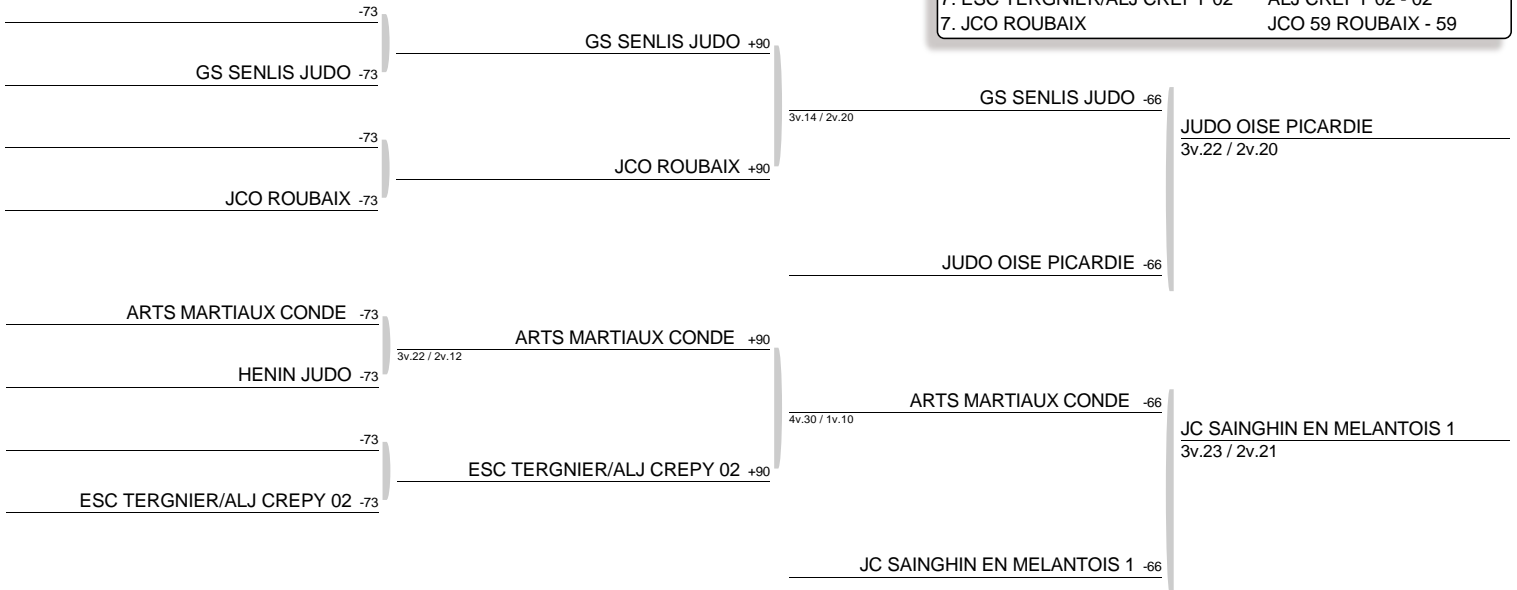 7. ESC TERGNIER/ALJ CREPY 02 ALJ CREPY 02 - 02
7. JCO ROUBAIX JCO 59 ROUBAIX - 59
-73
GS SENLIS JUDO -73
-73
JCO ROUBAIX -73
ARTS MARTIAUX CONDE -73
HENIN JUDO -73
-73
ESC TERGNIER/ALJ CREPY 02 -73
GS SENLIS JUDO +90
JCO ROUBAIX +90
ARTS MARTIAUX CONDE +90
3v.22 / 2v.12
ESC TERGNIER/ALJ CREPY 02 +90
GS SENLIS JUDO -66
3v.14 / 2v.20
JUDO OISE PICARDIE -66
ARTS MARTIAUX CONDE -66
4v.30 / 1v.10
JC SAINGHIN EN MELANTOIS 1 -66
JUDO OISE PICARDIE
3v.22 / 2v.20
JC SAINGHIN EN MELANTOIS 1
3v.23 / 2v.21